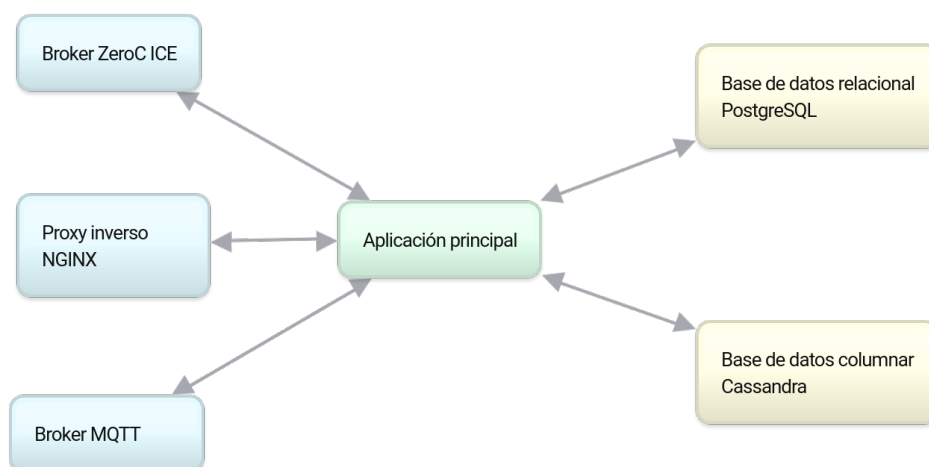 Broker ZeroC ICE
Base de datos relacional
PostgreSQL
Proxy inverso
NGINX
Aplicación principal
Base de datos columnar
Cassandra
Broker MQTT